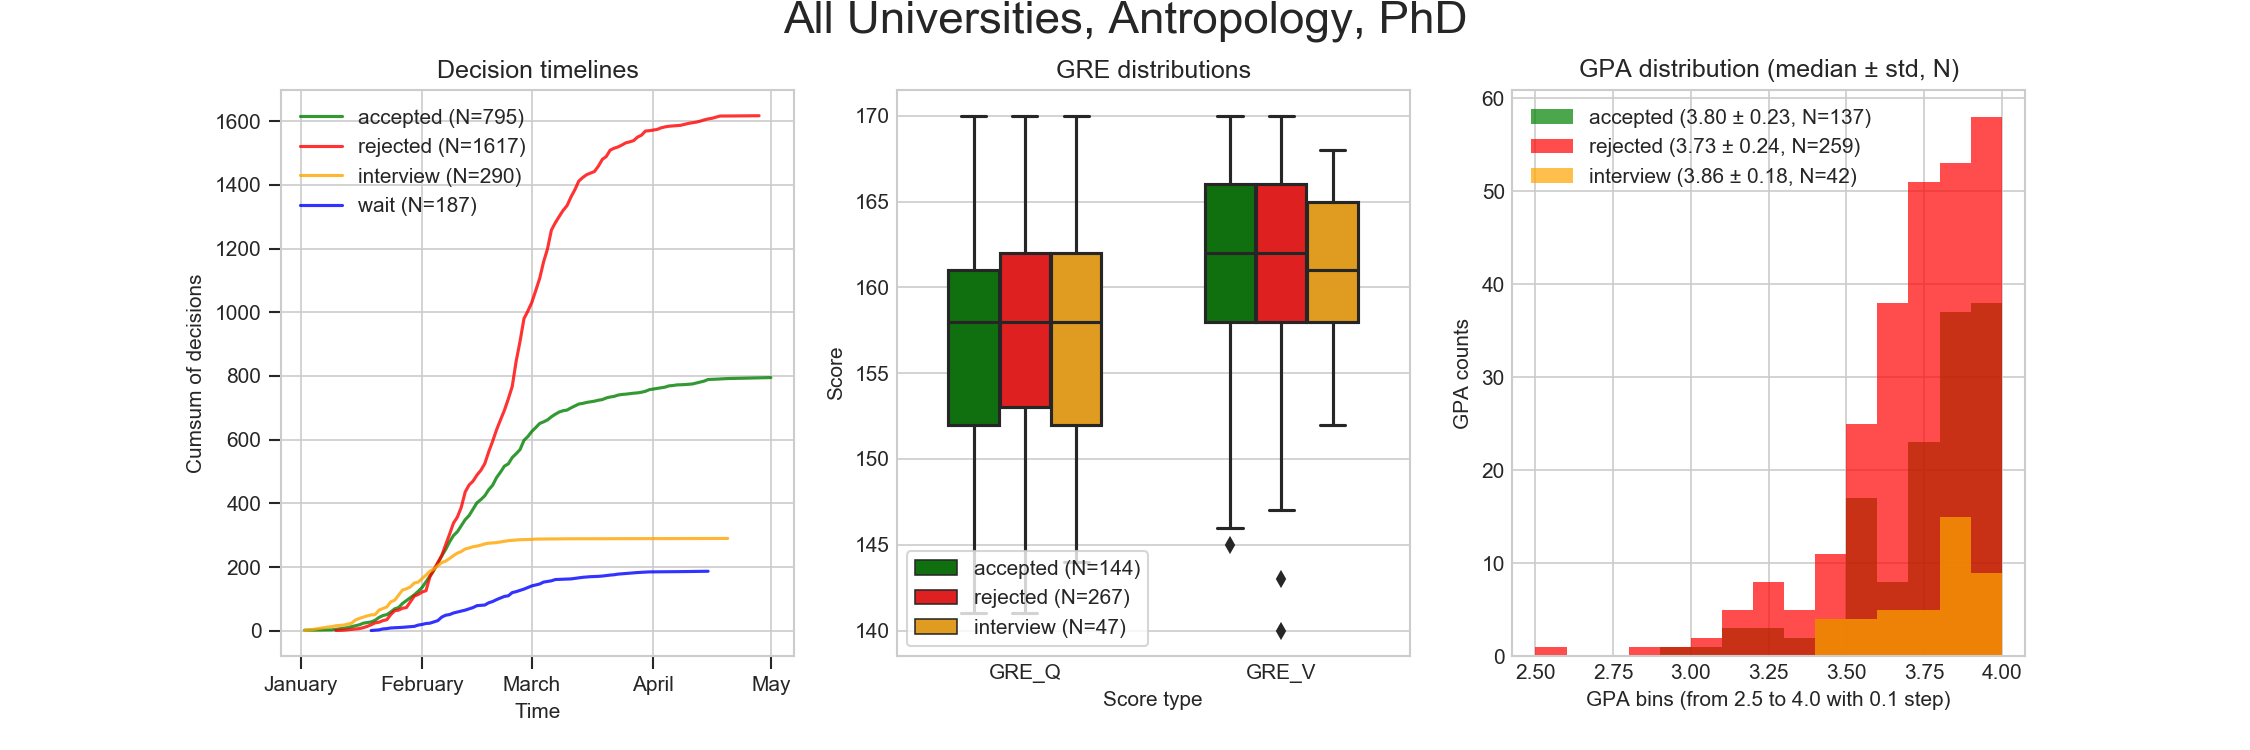 All Universities, Antropology, PhD
Decision timelines
accepted (N=795)
rejected (N=1617)
interview (N=290)
wait (N=187)
1600
1400
1200
1000
800
600
400
200
0
Cumsum of decisions
January February March April May
Time
GRE distributions
170
165
160
155
150
145
140
Score
accepted (N=144)
rejected (N=267)
interview (N=47)
GRE_Q GRE_V
Score type
GPA distribution (median ± std, N)
accepted (3.80 ± 0.23, N=137)
rejected (3.73 ± 0.24, N=259)
interview (3.86 ± 0.18, N=42)
60
50
40
30
20
10
0
GPA counts
2.50 2.75 3.00 3.25 3.50 3.75 4.00
GPA bins (from 2.5 to 4.0 with 0.1 step)